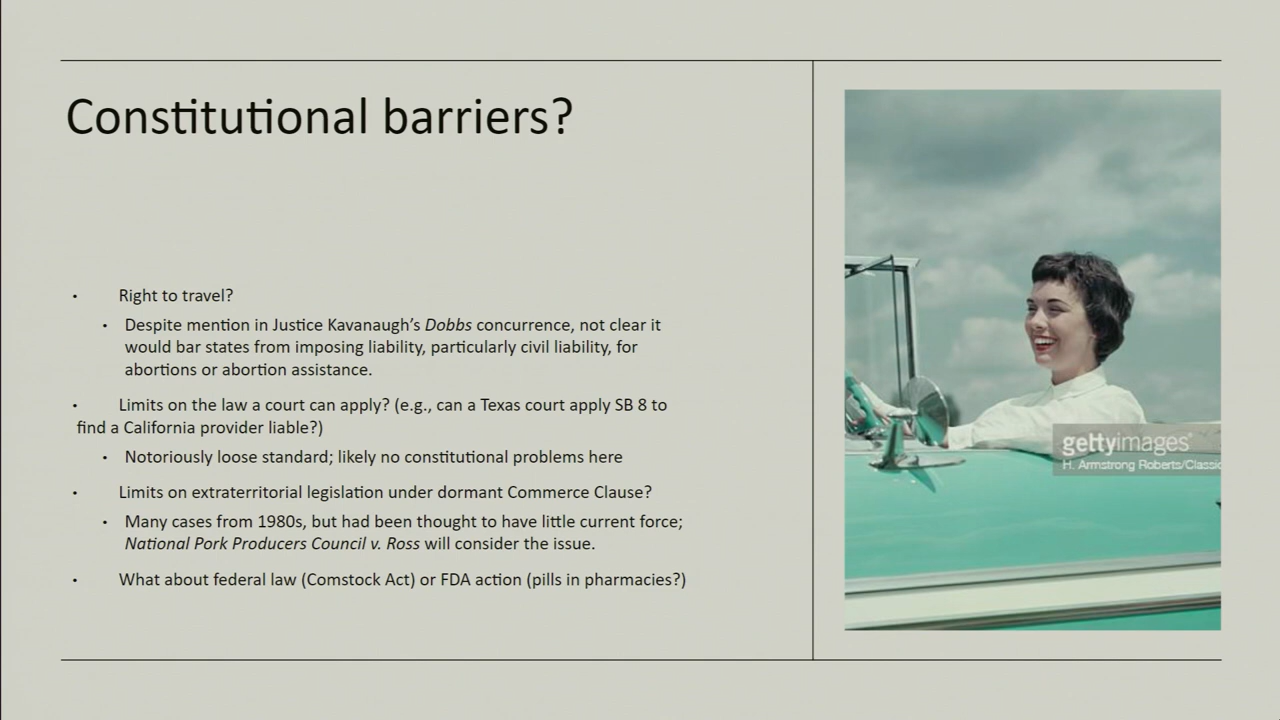 Constitutional barriers?
• Right to travel?
• Despite mention in Justice Kavanaugh’s Dobbs concurrence, not clear it
would bar states from imposing liability, particularly civil liability, for
abortions or abortion assistance.
• Limits on the law a court can apply? (e.g., can a Texas court apply SB 8 to
find a California provider liable?)
• Notoriously loose standard; likely no constitutional problems here
• Limits on extraterritorial legislation under dormant Commerce Clause?
• Many cases from 1980s, but had been thought to have little current force;
National Pork Producers Council v. Ross will consider the issue.
• What about federal law (Comstock Act) or FDA action (pills in pharmacies?)
gettyimages®
H. Armstrong Roberts/Classic